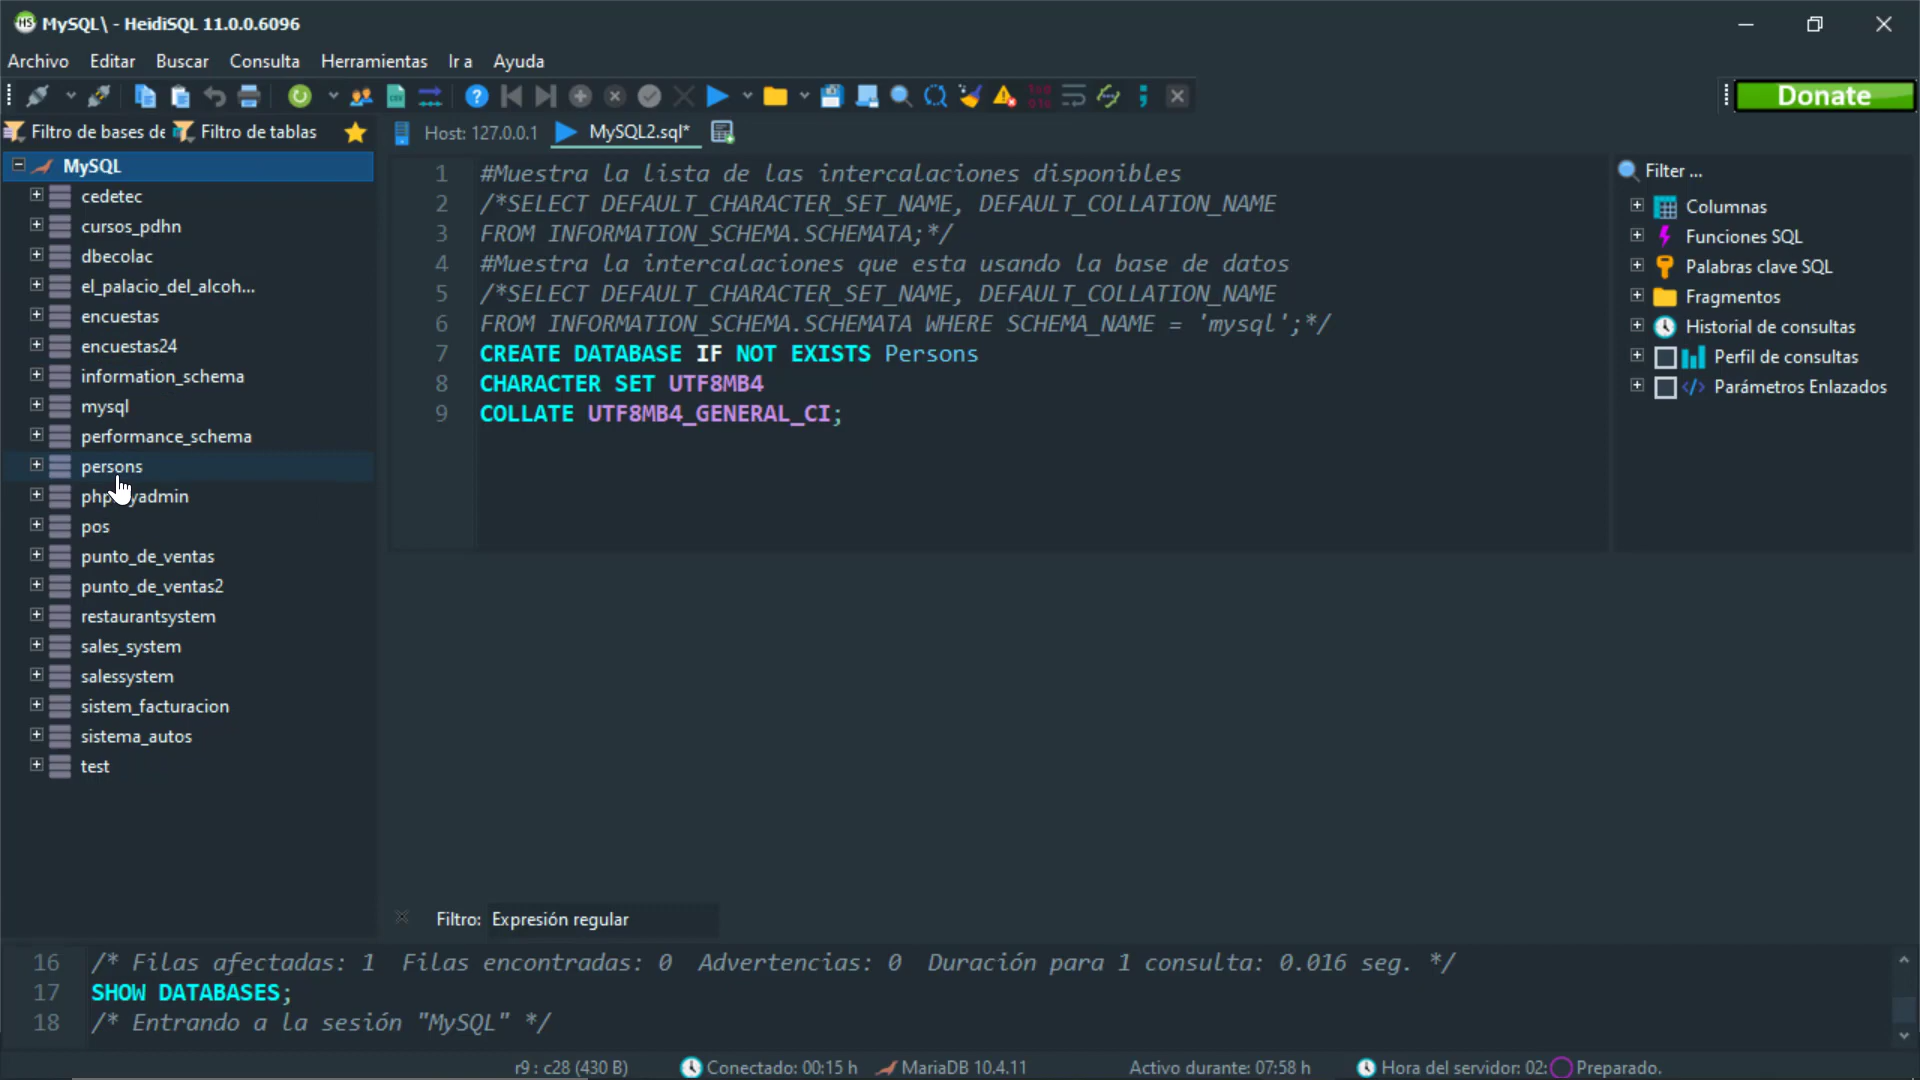 MySQL\ - HeidiSQL 11.0.0.6096
Archivo Editar Buscar Consulta Herramientas Ir a Ayuda
Donate
Filtro de bases de Filtro de tablas
Host: 127.0.0.1 MySQL2.sql*
MySQL
cedetec
cursos_pdhn
dbecolac
el_palacio_del_alcoh...
encuestas
encuestas24
information_schema
mysql
performance_schema
persons
pos
punto_de_ventas
punto_de_ventas2
restaurantsystem
sales_system
salessystem
sistem_facturacion
sistema_autos
test
1 #Muestra la lista de las intercalaciones disponibles
2 /*SELECT DEFAULT_CHARACTER_SET_NAME, DEFAULT_COLLATION_NAME
3 FROM INFORMATION_SCHEMA.SCHEMATA;*/
4 #Muestra la intercalaciones que esta usando la base de datos
5 /*SELECT DEFAULT_CHARACTER_SET_NAME, DEFAULT_COLLATION_NAME
6 FROM INFORMATION_SCHEMA.SCHEMATA WHERE SCHEMA_NAME = 'mysql';*/
7 CREATE DATABASE IF NOT EXISTS Persons
8 CHARACTER SET UTF8MB4
9 COLLATE UTF8MB4_GENERAL_CI;
Filter ...
Columnas
Funciones SQL
Palabras clave SQL
Fragmentos
Historial de consultas
Perfil de consultas
Parámetros Enlazados
Filtro: Expresión regular
16 /* Filas afectadas: 1 Filas encontradas: 0 Advertencias: 0 Duración para 1 consulta: 0.016 seg. */
17 SHOW DATABASES;
18 /* Entrando a la sesión "MySQL" */
r9 : c28 (430 B) Conectado: 00:15 h MariaDB 10.4.11 Activo durante: 07:58 h Hora del servidor: 02: Preparado.